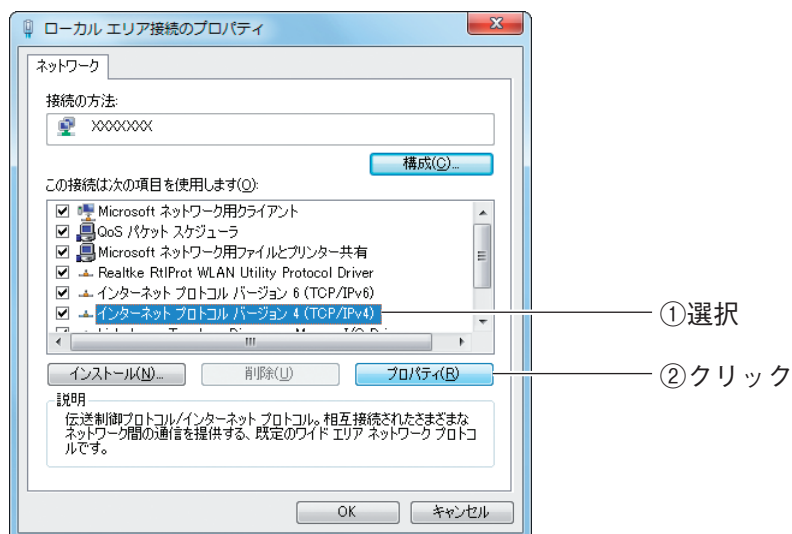 ローカル エリア接続のプロパティ
ネットワーク
接続の方法:
XXXXXXXX
構成(C)...
この接続は次の項目を使用します(O):
Microsoft ネットワーク用クライアント
QoS パケット スケジューラ
Microsoft ネットワーク用ファイルとプリンター共有
Realtke RtlProt WLAN Utility Protocol Driver
インターネット プロトコル バージョン 6 (TCP/IPv6)
インターネット プロトコル バージョン 4 (TCP/IPv4)
①選択
インストール(N)...
削除(U)
プロパティ(R)
②クリック
説明
伝送制御プロトコル/インターネット プロトコル。相互接続されたさまざまな
ネットワーク間の通信を提供する、既定のワイド エリア ネットワーク プロトコ
ルです。
OK
キャンセル